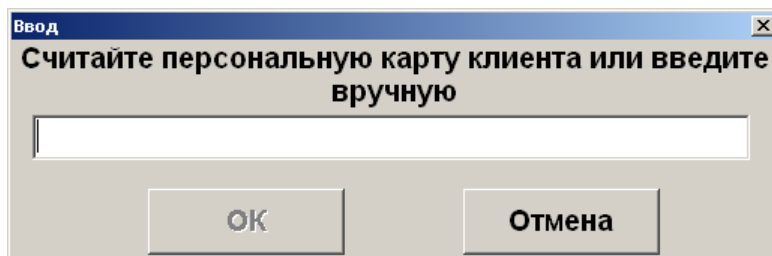 Ввод
Считайте персональную карту клиента или введите
вручную
ОК
Отмена